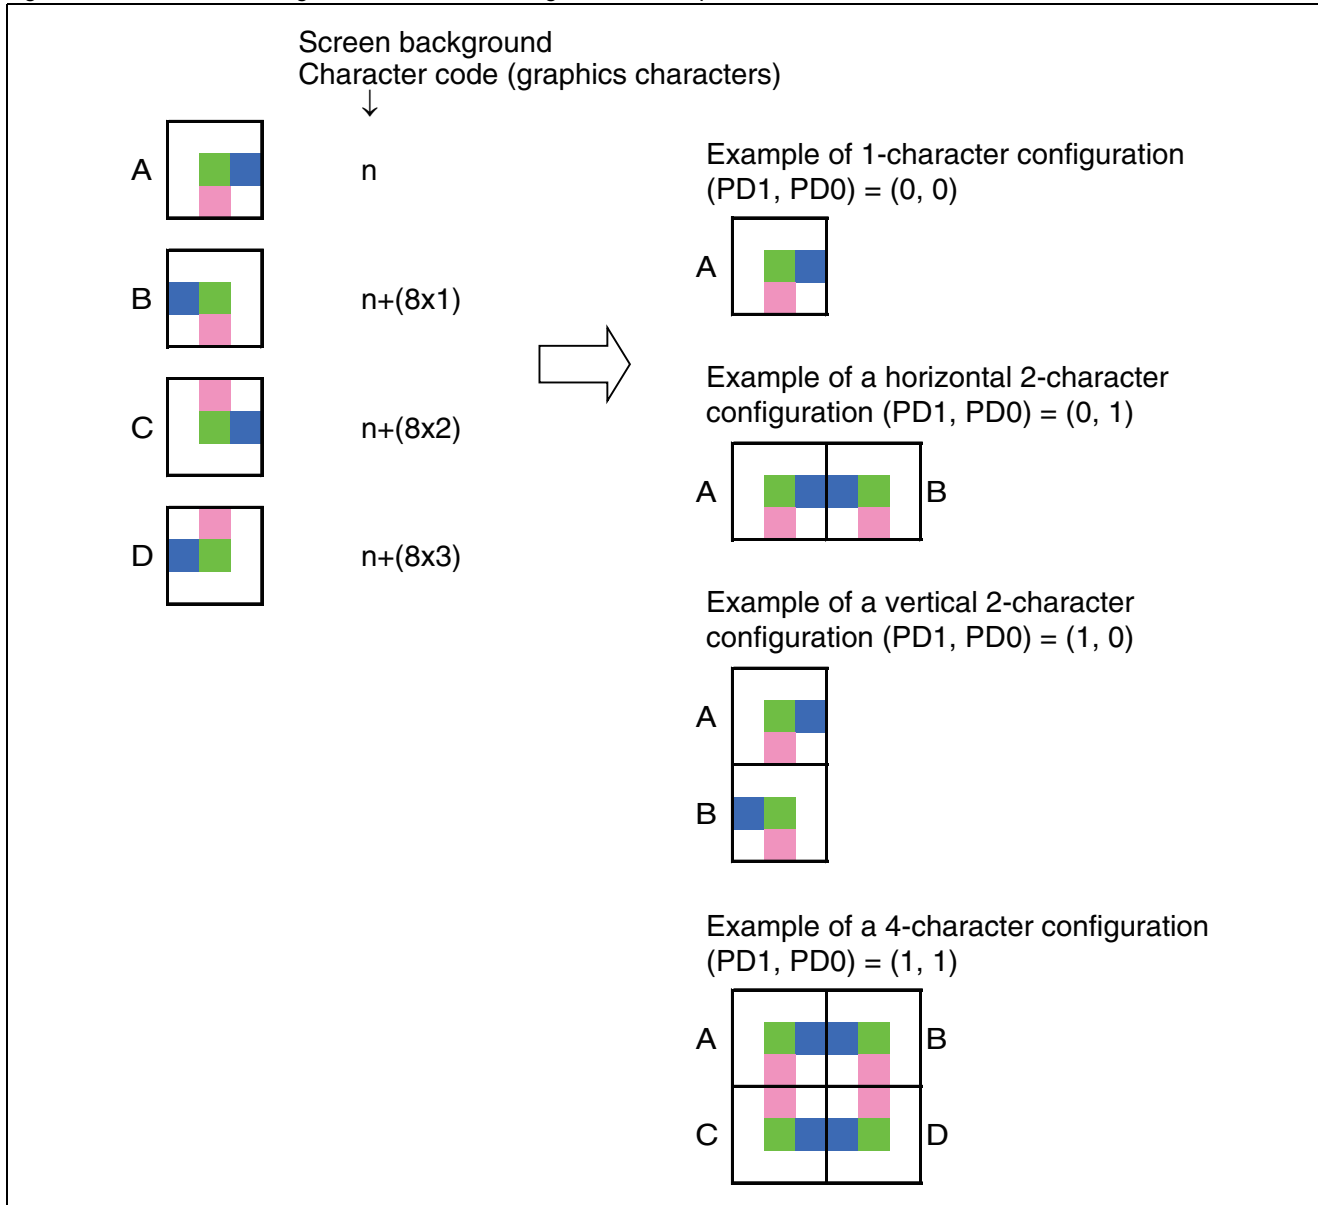 Screen background
Character code (graphics characters)
↓
A n
B n+(8x1)
C n+(8x2)
D n+(8x3)
Example of 1-character configuration
(PD1, PD0) = (0, 0)
A
Example of a horizontal 2-character
configuration (PD1, PD0) = (0, 1)
A B
Example of a vertical 2-character
configuration (PD1, PD0) = (1, 0)
A
B
Example of a 4-character configuration
(PD1, PD0) = (1, 1)
A B
C D